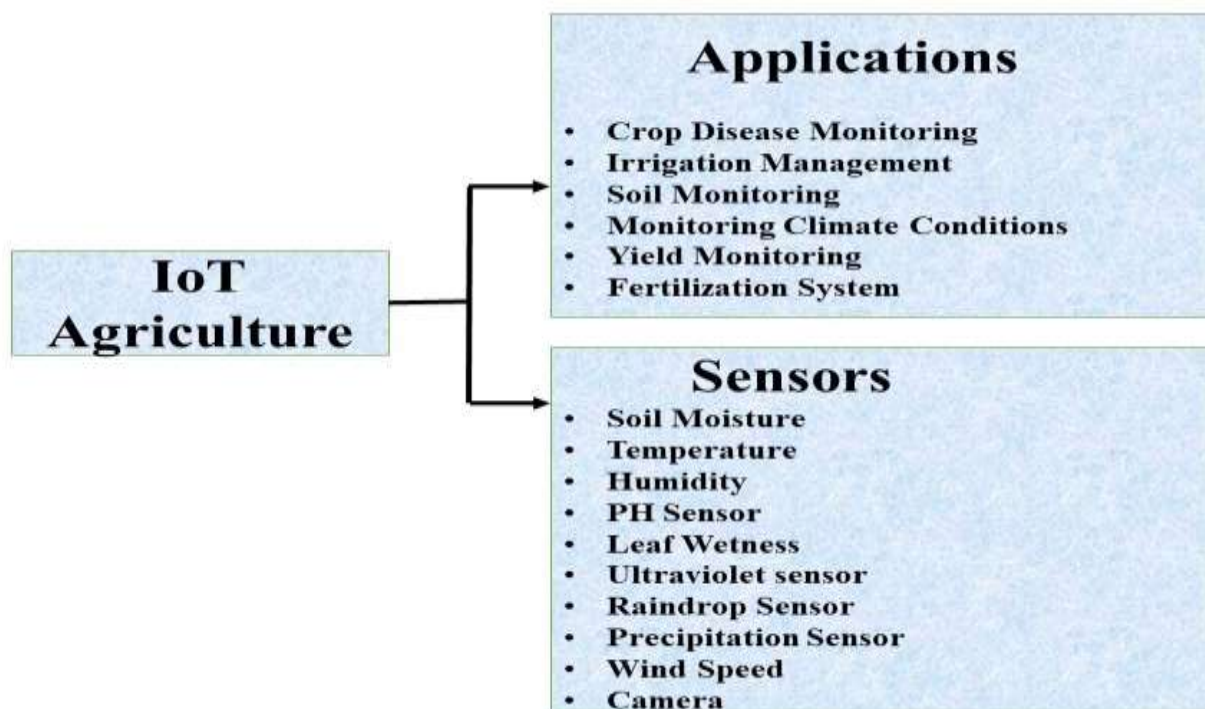 IoT
Agriculture
Applications
• Crop Disease Monitoring
• Irrigation Management
• Soil Monitoring
• Monitoring Climate Conditions
• Yield Monitoring
• Fertilization System
Sensors
• Soil Moisture
• Temperature
• Humidity
• PH Sensor
• Leaf Wetness
• Ultraviolet sensor
• Raindrop Sensor
• Precipitation Sensor
• Wind Speed
• Camera